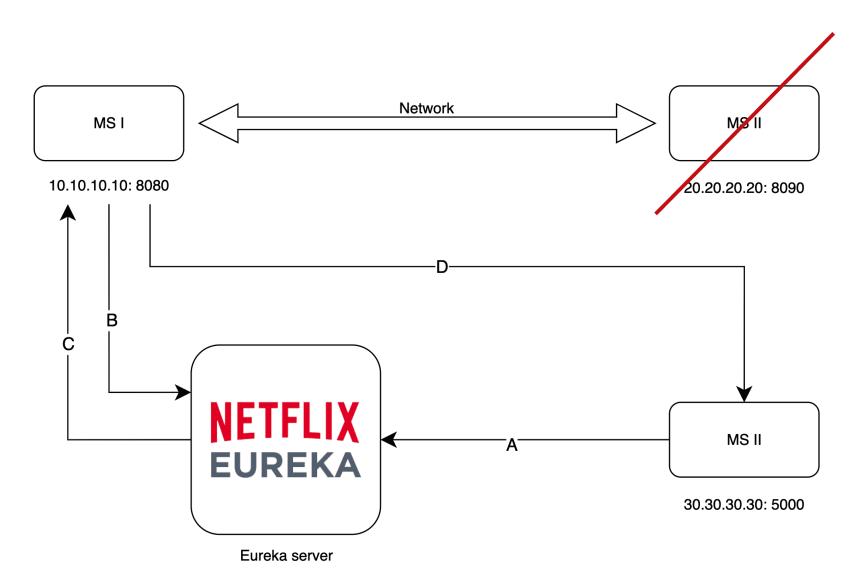 Network
MS I
MS II
10.10.10.10: 8080
20.20.20.20: 8090
D
B
C
NETFLIX
EUREKA
A
MS II
30.30.30.30: 5000
Eureka server